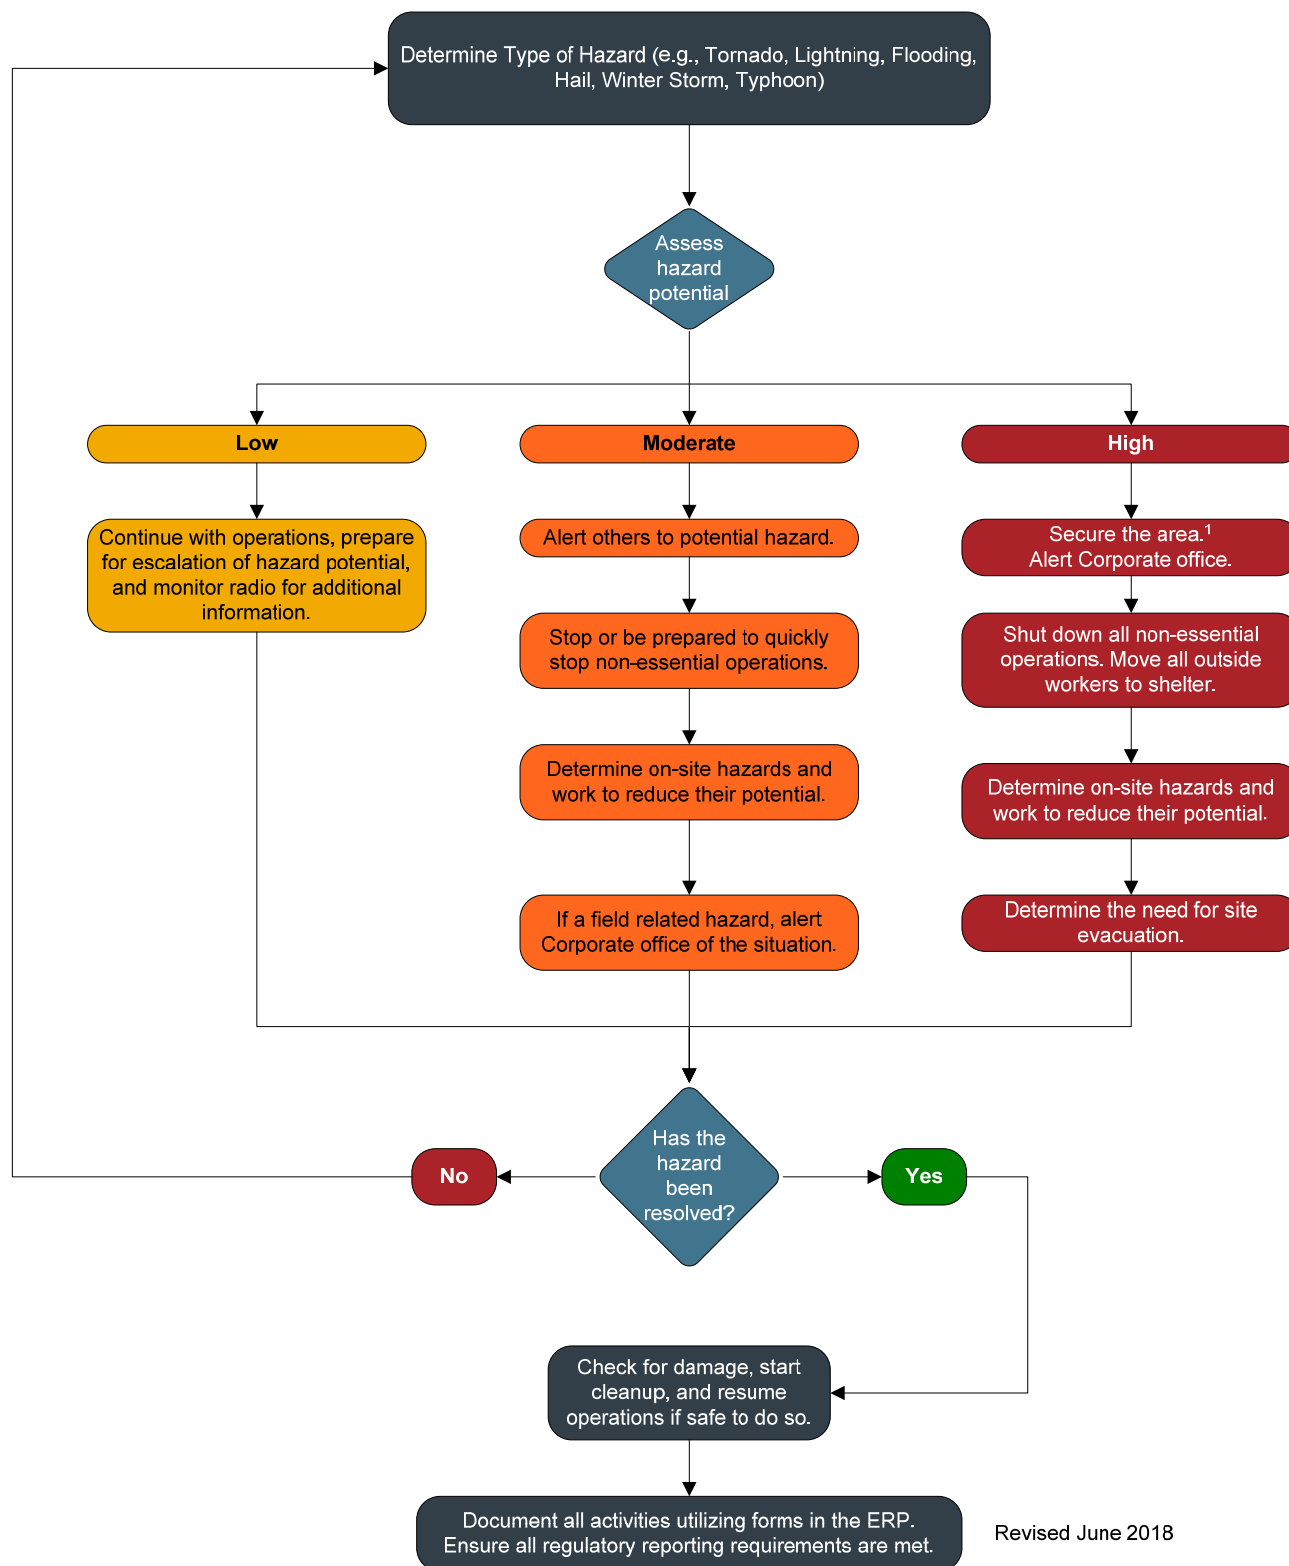 Determine Type of Hazard (e.g., Tornado, Lightning, Flooding,
Hail, Winter Storm, Typhoon)
Assess
hazard
potential
Low
Moderate
High
Continue with operations, prepare
for escalation of hazard potential,
and monitor radio for additional
information.
Alert others to potential hazard.
Stop or be prepared to quickly
stop non-essential operations.
Determine on-site hazards and
work to reduce their potential.
If a field related hazard, alert
Corporate office of the situation.
Secure the area.¹
Alert Corporate office.
Shut down all non-essential
operations. Move all outside
workers to shelter.
Determine on-site hazards and
work to reduce their potential.
Determine the need for site
evacuation.
Has the
hazard
been
resolved?
No
Yes
Check for damage, start
cleanup, and resume
operations if safe to do so.
Document all activities utilizing forms in the ERP.
Ensure all regulatory reporting requirements are met.
Revised June 2018